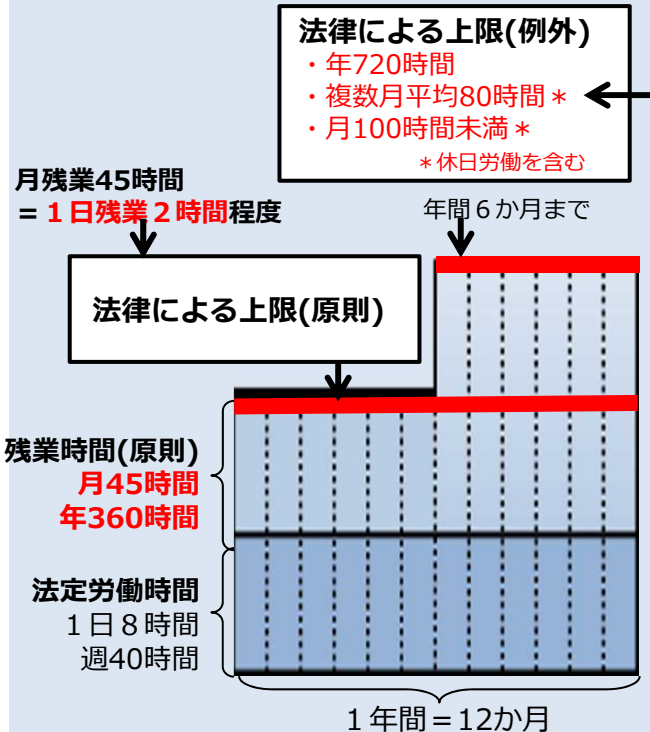 法律による上限(例外)
・年720時間
・複数月平均80時間＊
・月100時間未満＊
＊休日労働を含む
月残業45時間
= １日残業２時間程度
年間６か月まで
法律による上限(原則)
残業時間(原則)
月45時間
年360時間
法定労働時間
１日８時間
週40時間
１年間＝12か月